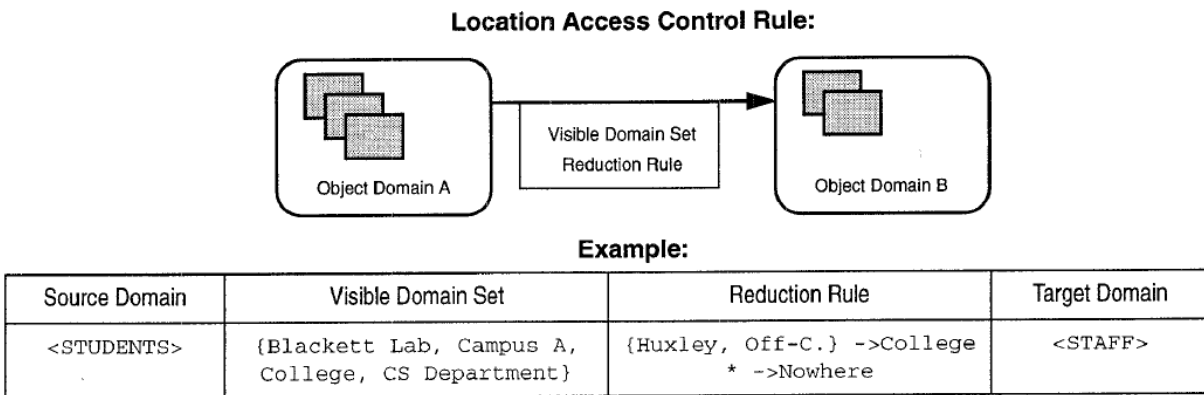 Location Access Control Rule:
Visible Domain Set
Reduction Rule
Object Domain A
Object Domain B
Example:
Source Domain
Visible Domain Set
Reduction Rule
Target Domain
<STUDENTS>
{Blackett Lab, Campus A,
College, CS Department}
{Huxley, Off-C.} ->College
* ->Nowhere
<STAFF>